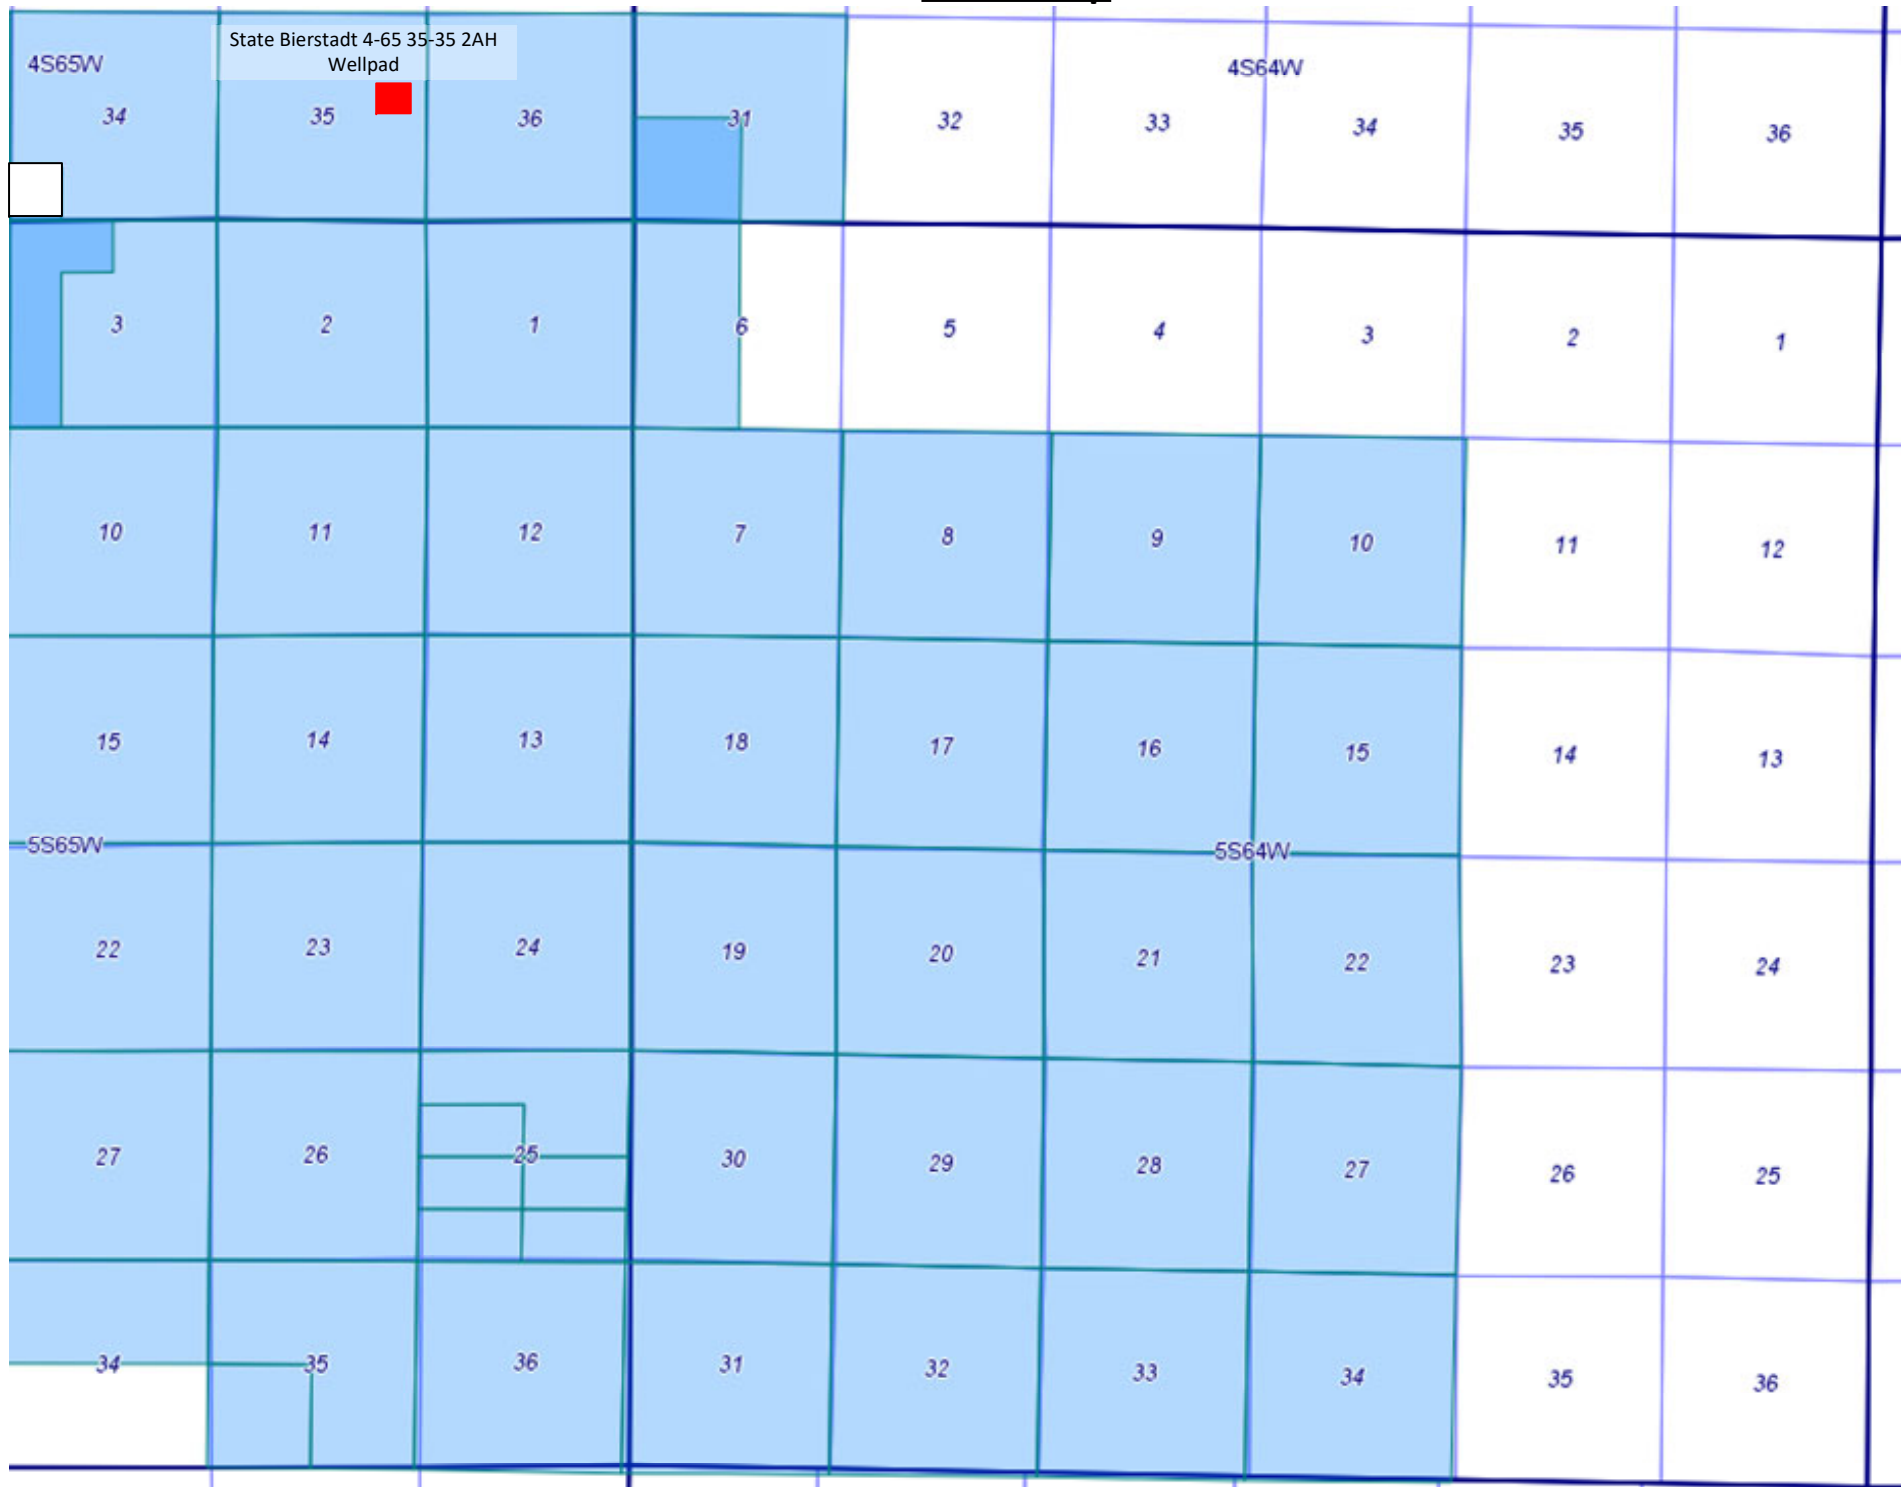 State Bierstadt 4-65 35-35 2AH
Wellpad
4S65W
4S64W
34 35 36 31 32 33 34 35 36
3 2 1 6 5 4 3 2 1
10 11 12 7 8 9 10 11 12
15 14 13 18 17 16 15 14 13
5S65W 5S64W
22 23 24 19 20 21 22 23 24
27 26 25 30 29 28 27 26 25
34 35 36 31 32 33 34 35 36